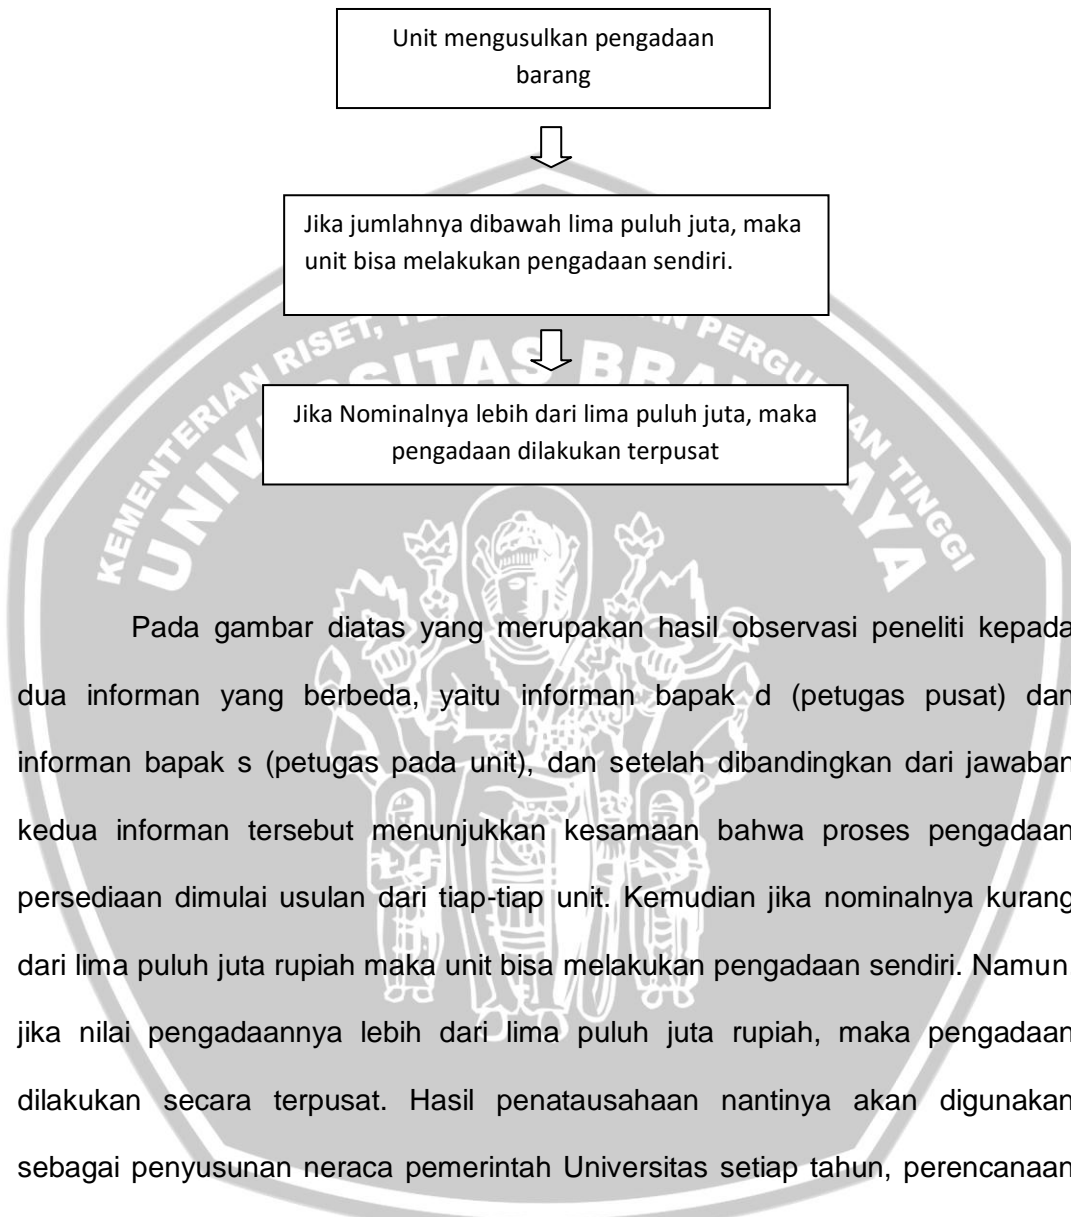 Unit mengusulkan pengadaan
barang
Jika jumlahnya dibawah lima puluh juta, maka
unit bisa melakukan pengadaan sendiri.
Jika Nominalnya lebih dari lima puluh juta, maka
pengadaan dilakukan terpusat
KEMENTERIAN RISET, PERGURUAN TINGGI
UNIVERSITAS BRAWIJAYA
Pada gambar diatas yang merupakan hasil observasi peneliti kepada
dua informan yang berbeda, yaitu informan bapak d (petugas pusat) dan
informan bapak s (petugas pada unit), dan setelah dibandingkan dari jawaban
kedua informan tersebut menunjukkan kesamaan bahwa proses pengadaan
persediaan dimulai usulan dari tiap-tiap unit. Kemudian jika nominalnya kurang
dari lima puluh juta rupiah maka unit bisa melakukan pengadaan sendiri. Namun
jika nilai pengadaannya lebih dari lima puluh juta rupiah, maka pengadaan
dilakukan secara terpusat. Hasil penatausahaan nantinya akan digunakan
sebagai penyusunan neraca pemerintah Universitas setiap tahun, perencanaan